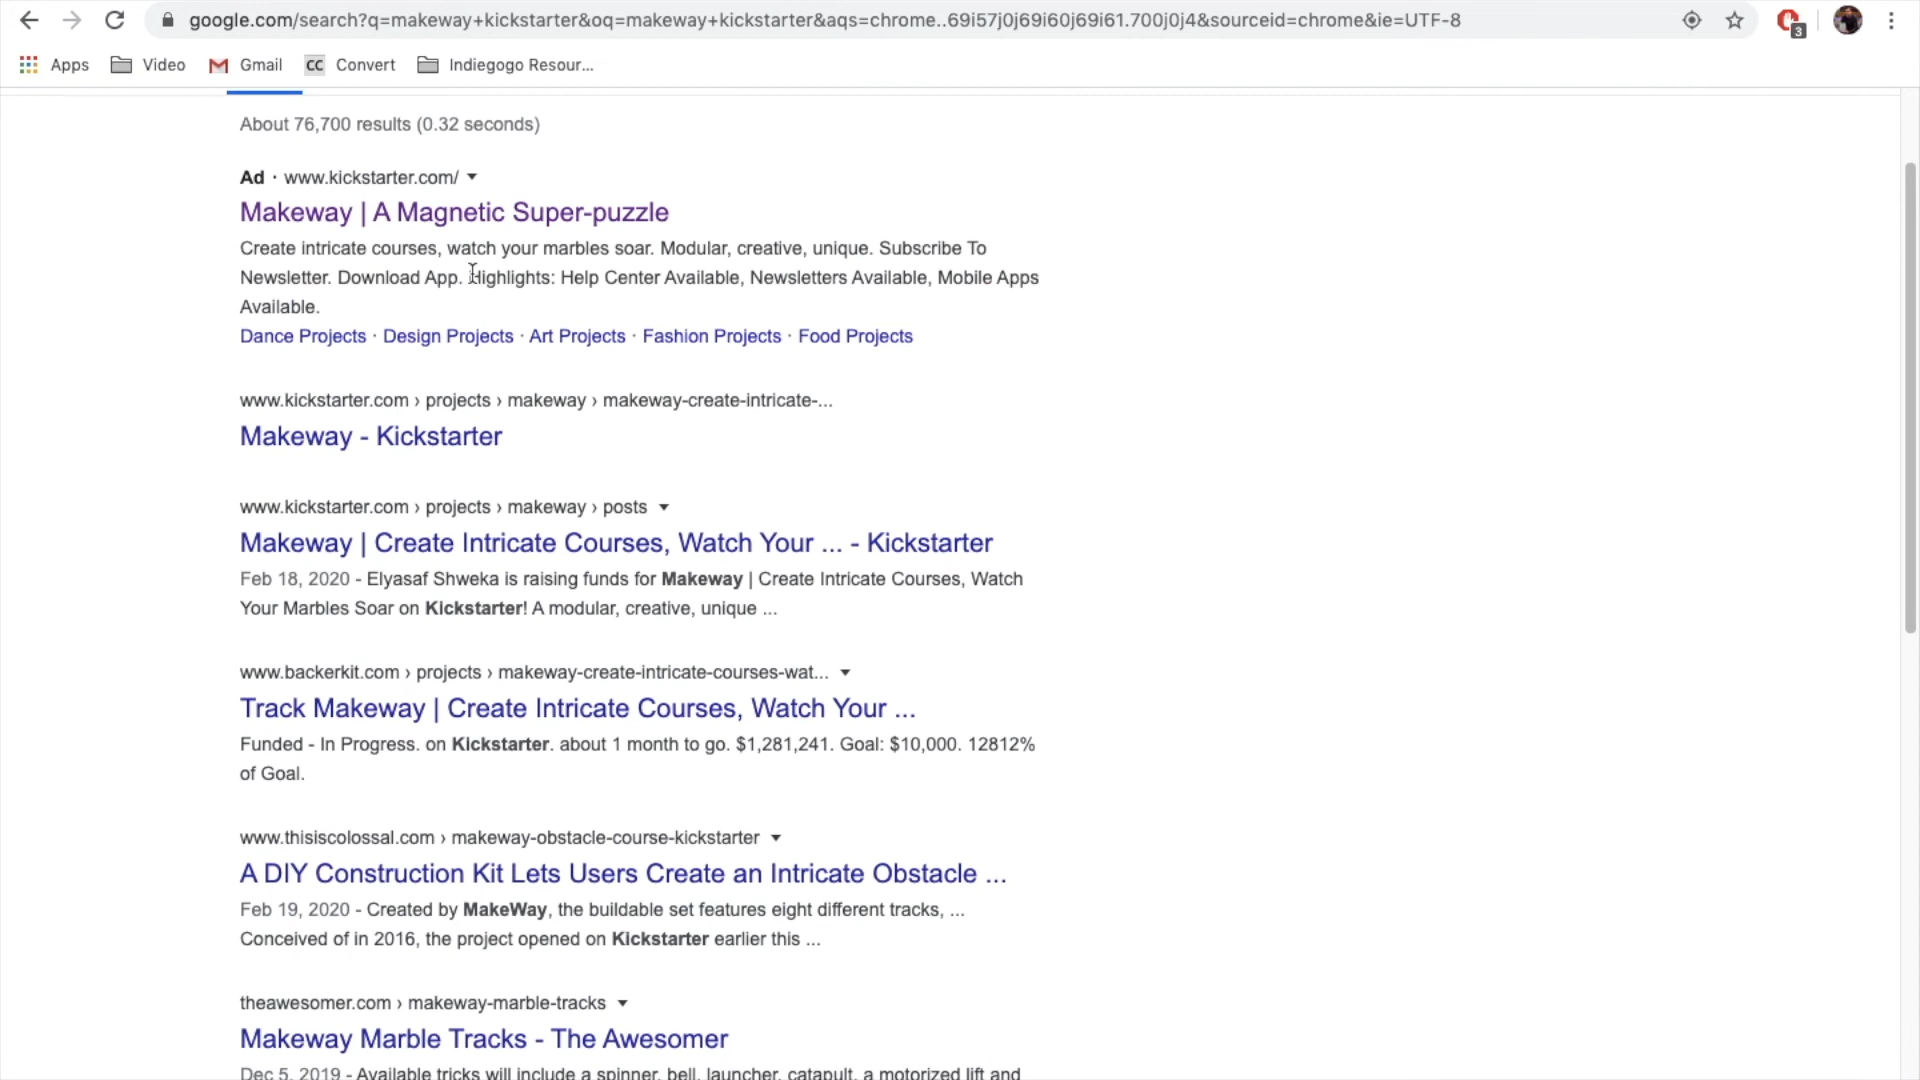 google.com/search?q=makeway+kickstarter&oq=makeway+kickstarter&aqs=chrome..69i57j0j69i60j69i61.700j0j4&sourceid=chrome&ie=UTF-8
3
Apps Video Gmail CC Convert Indiegogo Resour...
About 76,700 results (0.32 seconds)
Ad · www.kickstarter.com/
Makeway | A Magnetic Super-puzzle
Create intricate courses, watch your marbles soar. Modular, creative, unique. Subscribe To
Newsletter. Download App. Highlights: Help Center Available, Newsletters Available, Mobile Apps
Available.
Dance Projects · Design Projects · Art Projects · Fashion Projects · Food Projects
www.kickstarter.com › projects › makeway › makeway-create-intricate-...
Makeway - Kickstarter
www.kickstarter.com › projects › makeway › posts
Makeway | Create Intricate Courses, Watch Your ... - Kickstarter
Feb 18, 2020 - Elyasaf Shweka is raising funds for Makeway | Create Intricate Courses, Watch
Your Marbles Soar on Kickstarter! A modular, creative, unique ...
www.backerkit.com › projects › makeway-create-intricate-courses-wat...
Track Makeway | Create Intricate Courses, Watch Your ...
Funded - In Progress. on Kickstarter. about 1 month to go. $1,281,241. Goal: $10,000. 12812%
of Goal.
www.thisiscolossal.com › makeway-obstacle-course-kickstarter
A DIY Construction Kit Lets Users Create an Intricate Obstacle ...
Feb 19, 2020 - Created by MakeWay, the buildable set features eight different tracks, ...
Conceived of in 2016, the project opened on Kickstarter earlier this ...
theawesomer.com › makeway-marble-tracks
Makeway Marble Tracks - The Awesomer
Dec 5, 2019 - Available tricks will include a spinner, bell, launcher, catapult, a motorized lift and